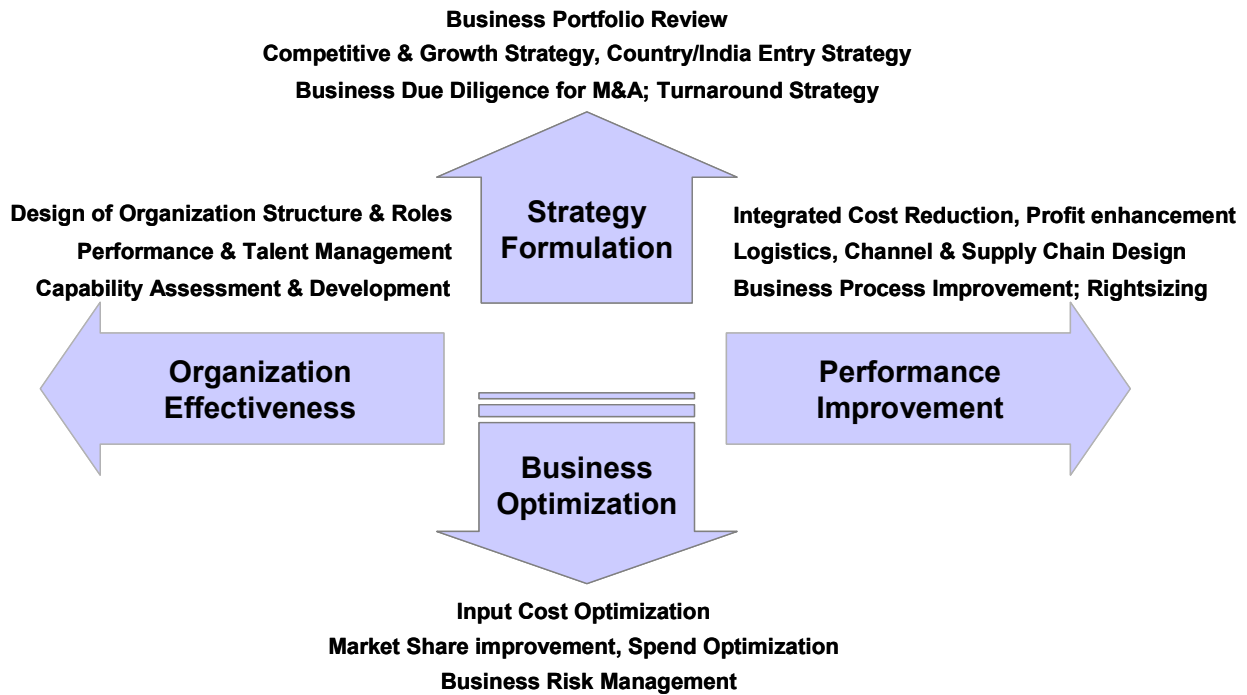 Business Portfolio Review
Competitive & Growth Strategy, Country/India Entry Strategy
Business Due Diligence for M&A; Turnaround Strategy
Strategy
Formulation
Design of Organization Structure & Roles
Performance & Talent Management
Capability Assessment & Development
Integrated Cost Reduction, Profit enhancement
Logistics, Channel & Supply Chain Design
Business Process Improvement; Rightsizing
Organization
Effectiveness
Performance
Improvement
Business
Optimization
Input Cost Optimization
Market Share improvement, Spend Optimization
Business Risk Management